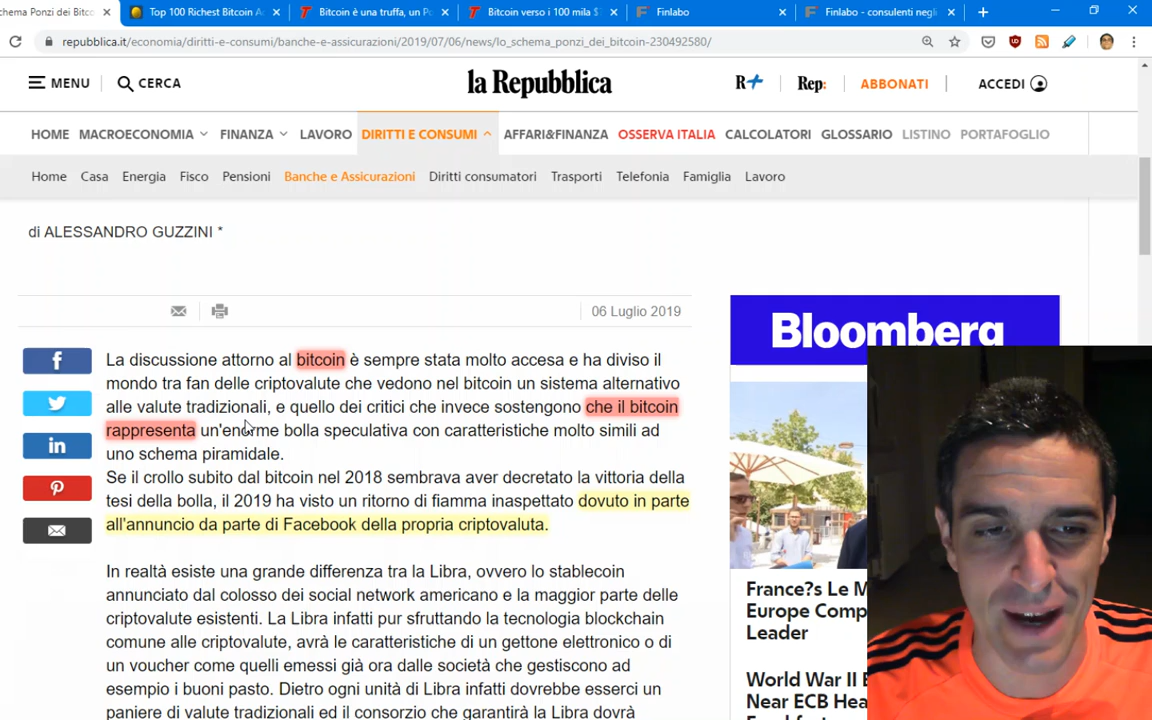 chema Ponzi dei Bitco
Top 100 Richest Bitcoin Ad
Bitcoin è una truffa, un Po
Bitcoin verso i 100 mila $
Finlabo
Finlabo - consulenti negli
repubblica.it/economia/diritti-e-consumi/banche-e-assicurazioni/2019/07/06/news/lo_schema_ponzi_dei_bitcoin-230492580/
MENU
CERCA
la Repubblica
R+
Rep:
ABBONATI
ACCEDI
HOME MACROECONOMIA FINANZA LAVORO DIRITTI E CONSUMI AFFARI&FINANZA OSSERVA ITALIA CALCOLATORI GLOSSARIO LISTINO PORTAFOGLIO
Home Casa Energia Fisco Pensioni Banche e Assicurazioni Diritti consumatori Trasporti Telefonia Famiglia Lavoro
di ALESSANDRO GUZZINI *
06 Luglio 2019
La discussione attorno al bitcoin è sempre stata molto accesa e ha diviso il
mondo tra fan delle criptovalute che vedono nel bitcoin un sistema alternativo
alle valute tradizionali, e quello dei critici che invece sostengono che il bitcoin
rappresenta un'enorme bolla speculativa con caratteristiche molto simili ad
uno schema piramidale.
Se il crollo subito dal bitcoin nel 2018 sembrava aver decretato la vittoria della
tesi della bolla, il 2019 ha visto un ritorno di fiamma inaspettato dovuto in parte
all'annuncio da parte di Facebook della propria criptovaluta.
In realtà esiste una grande differenza tra la Libra, ovvero lo stablecoin
annunciato dal colosso dei social network americano e la maggior parte delle
criptovalute esistenti. La Libra infatti pur sfruttando la tecnologia blockchain
comune alle criptovalute, avrà le caratteristiche di un gettone elettronico o di
un voucher come quelli emessi già ora dalle società che gestiscono ad
esempio i buoni pasto. Dietro ogni unità di Libra infatti dovrebbe esserci un
paniere di valute tradizionali ed il consorzio che garantirà la Libra dovrà
Bloomberg
France?s Le M
Europe Comp
Leader
World War II B
Near ECB Hea